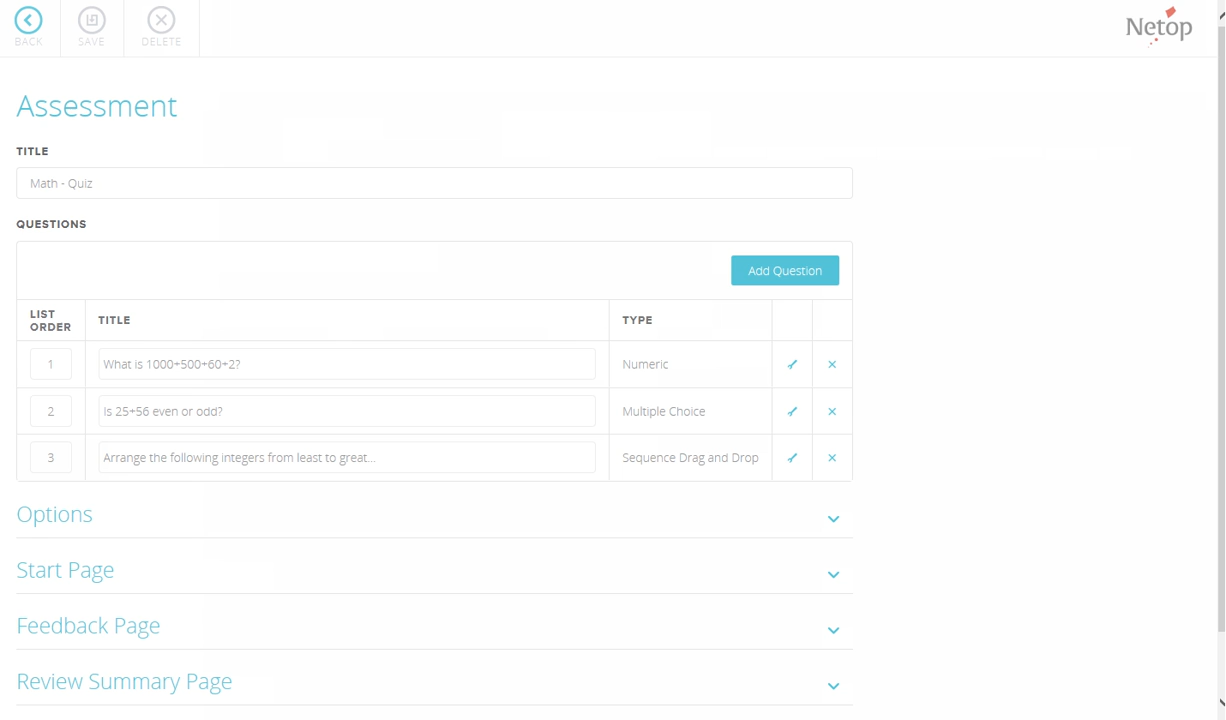 BACK
SAVE
DELETE
Netop
Assessment
TITLE
Math - Quiz
QUESTIONS
Add Question
LIST ORDER
TITLE
TYPE
1
What is 1000+500+60+2?
Numeric
2
Is 25+56 even or odd?
Multiple Choice
3
Arrange the following integers from least to great...
Sequence Drag and Drop
Options
Start Page
Feedback Page
Review Summary Page